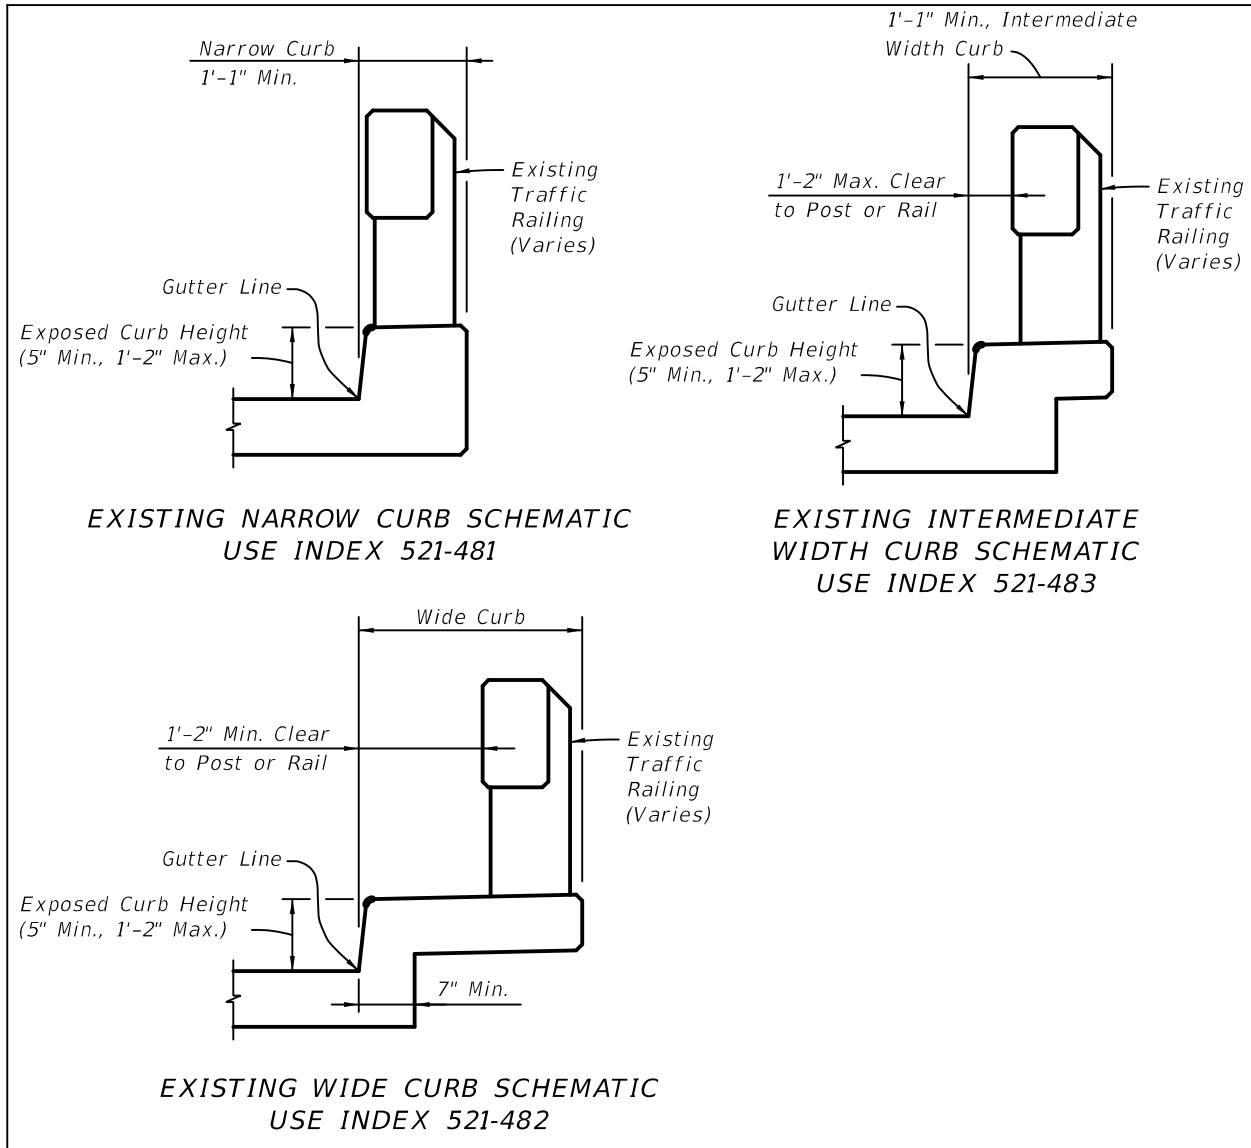 Narrow Curb
1'-1" Min.
Existing
Traffic
Railing
(Varies)
Gutter Line
Exposed Curb Height
(5" Min., 1'-2" Max.)
EXISTING NARROW CURB SCHEMATIC
USE INDEX 521-481
1'-1" Min., Intermediate
Width Curb
1'-2" Max. Clear
to Post or Rail
Existing
Traffic
Railing
(Varies)
Gutter Line
Exposed Curb Height
(5" Min., 1'-2" Max.)
EXISTING INTERMEDIATE
WIDTH CURB SCHEMATIC
USE INDEX 521-483
Wide Curb
1'-2" Min. Clear
to Post or Rail
Existing
Traffic
Railing
(Varies)
Gutter Line
Exposed Curb Height
(5" Min., 1'-2" Max.)
7" Min.
EXISTING WIDE CURB SCHEMATIC
USE INDEX 521-482